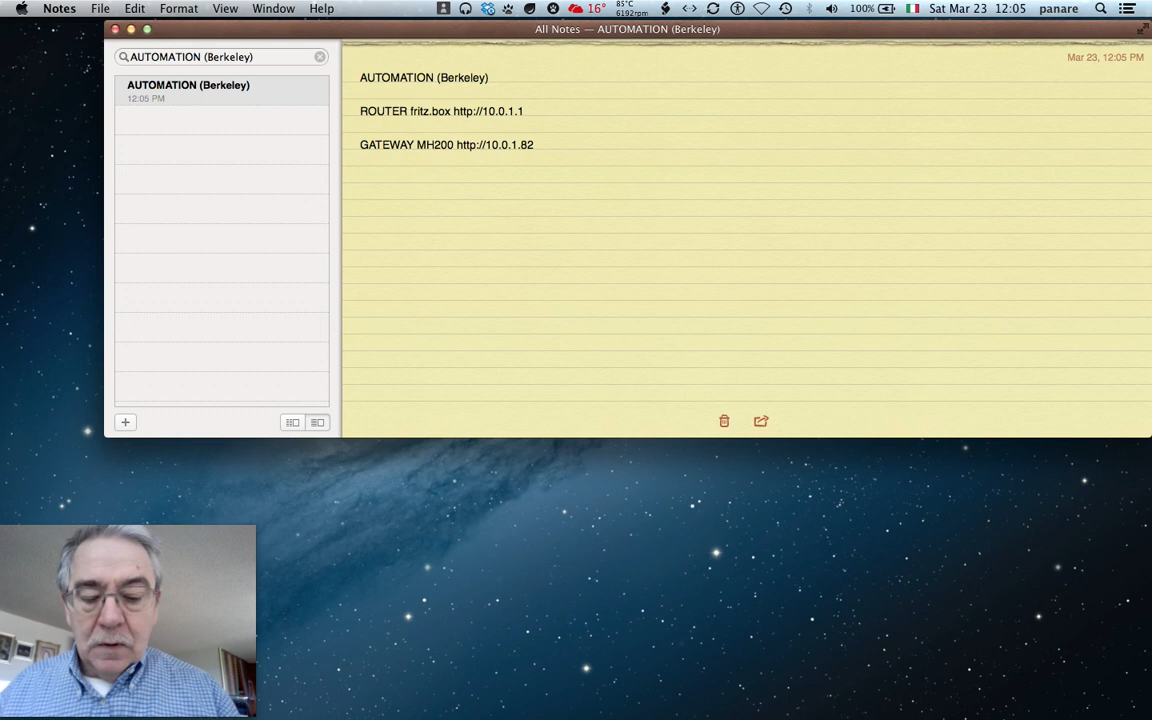 Notes File Edit Format View Window Help 16° 85°C 6192rpm 100% Sat Mar 23 12:05 panare
All Notes — AUTOMATION (Berkeley)
AUTOMATION (Berkeley)
AUTOMATION (Berkeley)
12:05 PM
Mar 23, 12:05 PM
AUTOMATION (Berkeley)
ROUTER fritz.box http://10.0.1.1
GATEWAY MH200 http://10.0.1.82